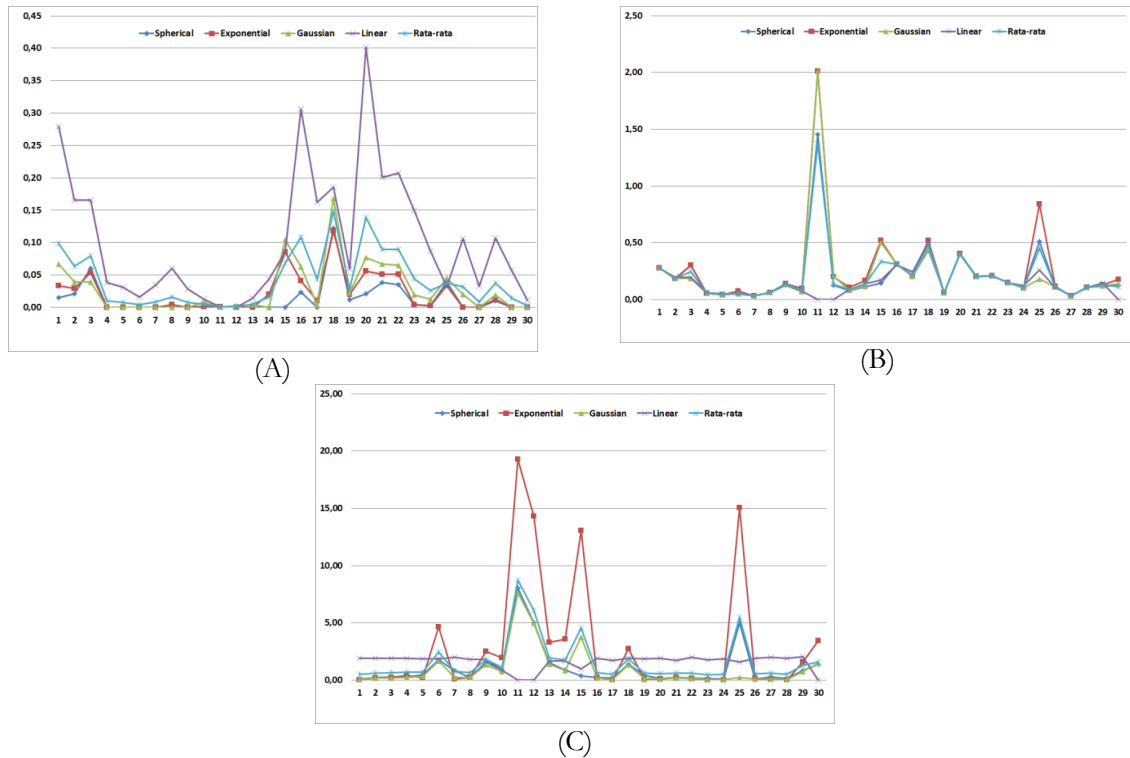 0,45
Spherical Exponential Gaussian Linear Rata-rata
0,40
0,35
0,30
0,25
0,20
0,15
0,10
0,05
0,00
1 2 3 4 5 6 7 8 9 10 11 12 13 14 15 16 17 18 19 20 21 22 23 24 25 26 27 28 29 30
(A)
2,50
Spherical Exponential Gaussian Linear Rata-rata
2,00
1,50
1,00
0,50
0,00
1 2 3 4 5 6 7 8 9 10 11 12 13 14 15 16 17 18 19 20 21 22 23 24 25 26 27 28 29 30
(B)
25,00
Spherical Exponential Gaussian Linear Rata-rata
20,00
15,00
10,00
5,00
0,00
1 2 3 4 5 6 7 8 9 10 11 12 13 14 15 16 17 18 19 20 21 22 23 24 25 26 27 28 29 30
(C)